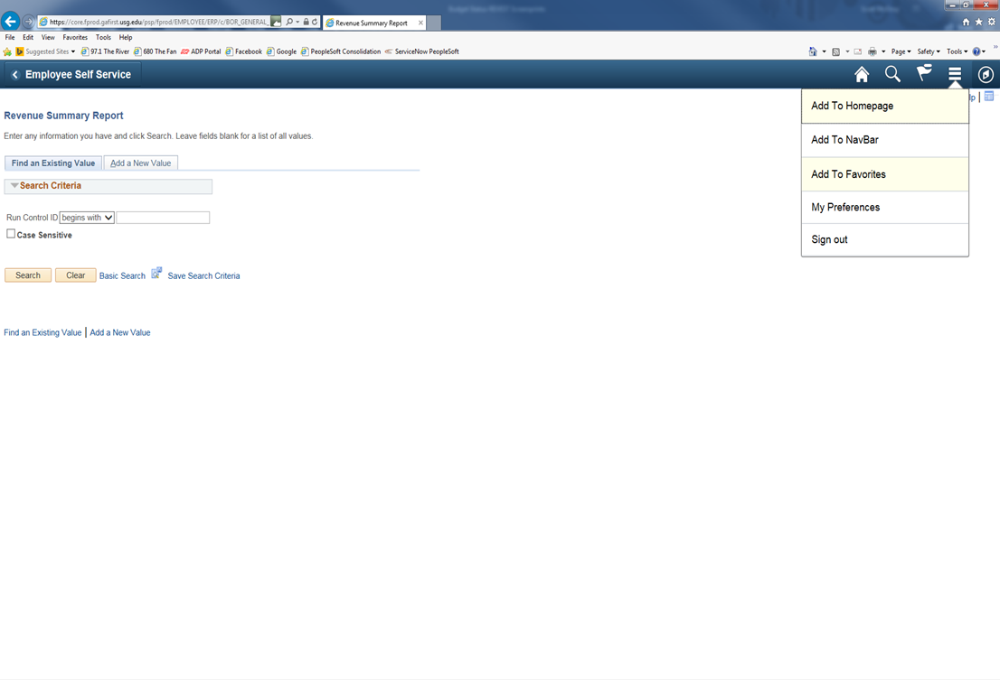 https://core.fprod.gafirst.usg.edu/psp/fprod/EMPLOYEE/ERP/c/BOR_GENERAL_
Revenue Summary Report
File Edit View Favorites Tools Help
Suggested Sites 97.1 The River 680 The Fan ADP Portal Facebook Google PeopleSoft Consolidation ServiceNow PeopleSoft Page Safety Tools
Employee Self Service
Add To Homepage
Add To NavBar
Add To Favorites
My Preferences
Sign out
Revenue Summary Report
Enter any information you have and click Search. Leave fields blank for a list of all values.
Find an Existing Value Add a New Value
Search Criteria
Run Control ID begins with
Case Sensitive
Search Clear Basic Search Save Search Criteria
Find an Existing Value | Add a New Value